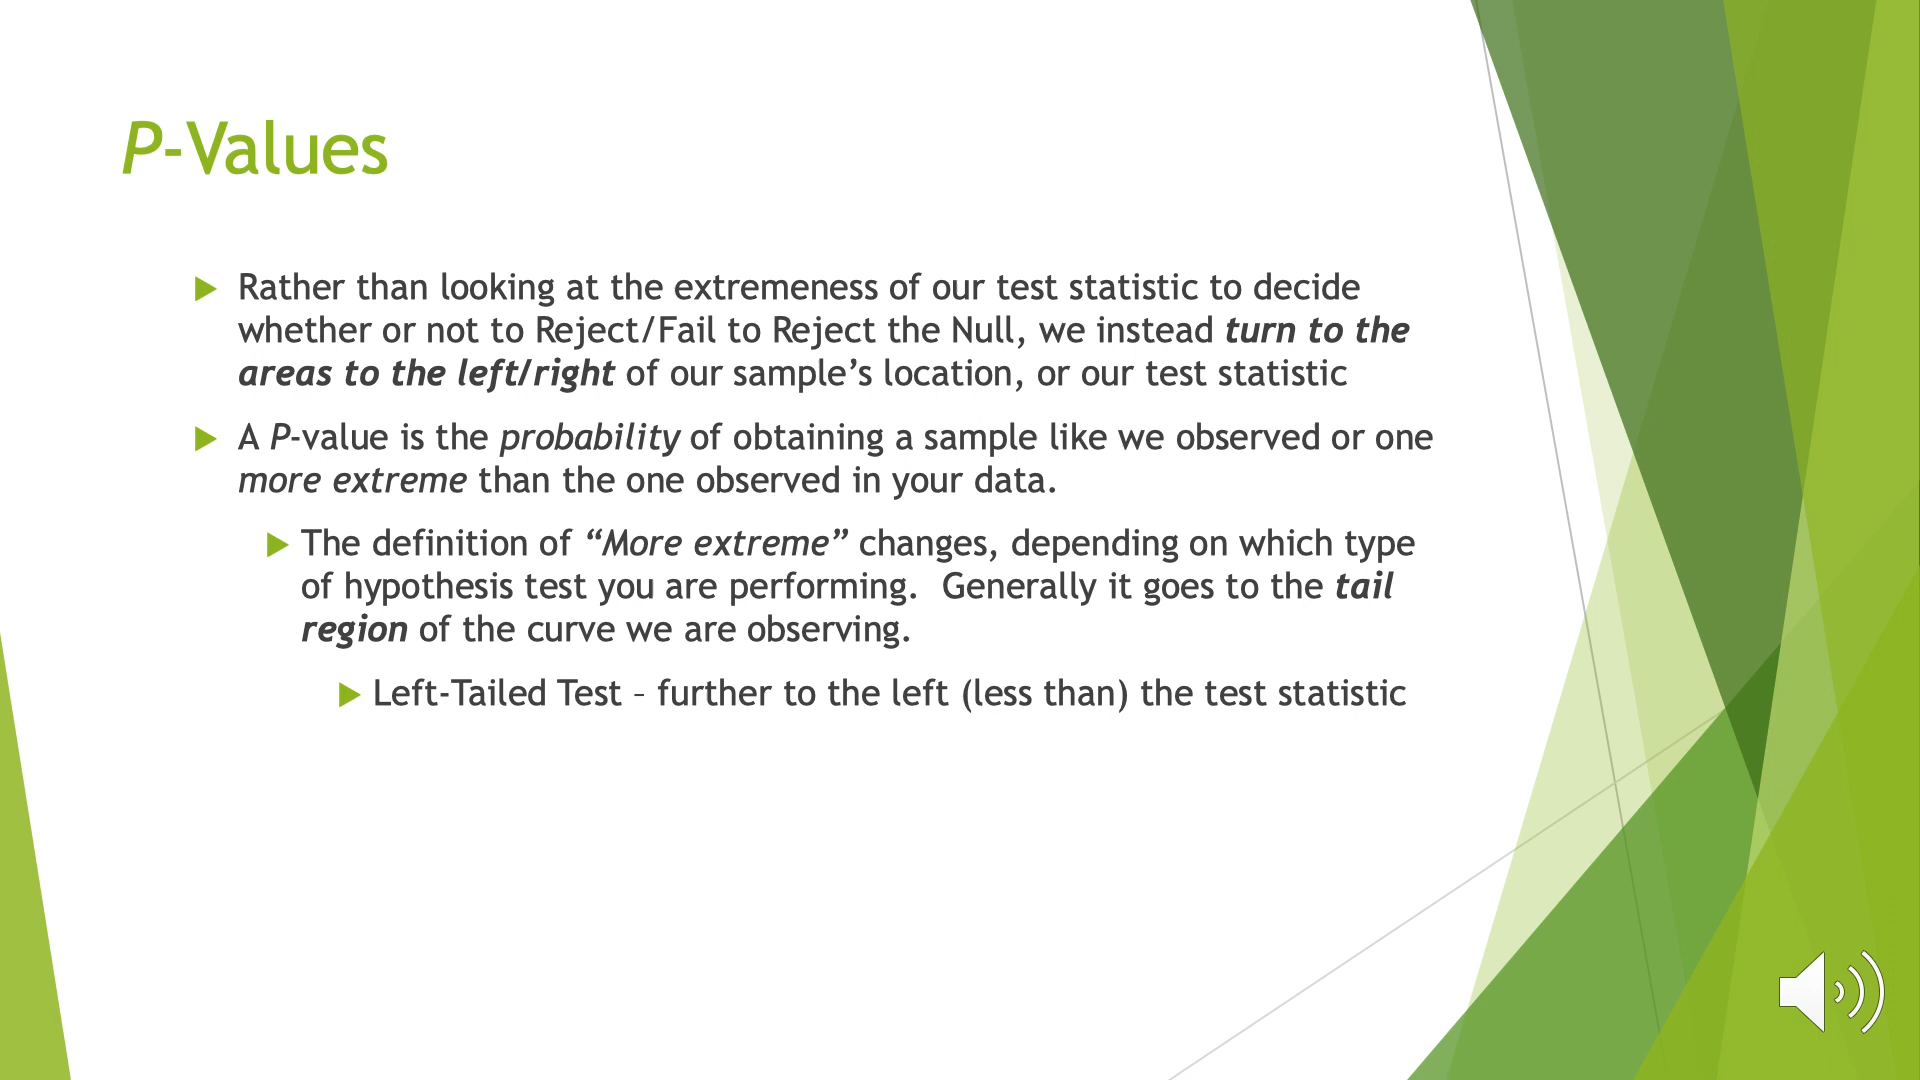 P-Values
Rather than looking at the extremeness of our test statistic to decide
whether or not to Reject/Fail to Reject the Null, we instead turn to the
areas to the left/right of our sample’s location, or our test statistic
A P-value is the probability of obtaining a sample like we observed or one
more extreme than the one observed in your data.
The definition of “More extreme” changes, depending on which type
of hypothesis test you are performing.  Generally it goes to the tail
region of the curve we are observing.
Left-Tailed Test – further to the left (less than) the test statistic